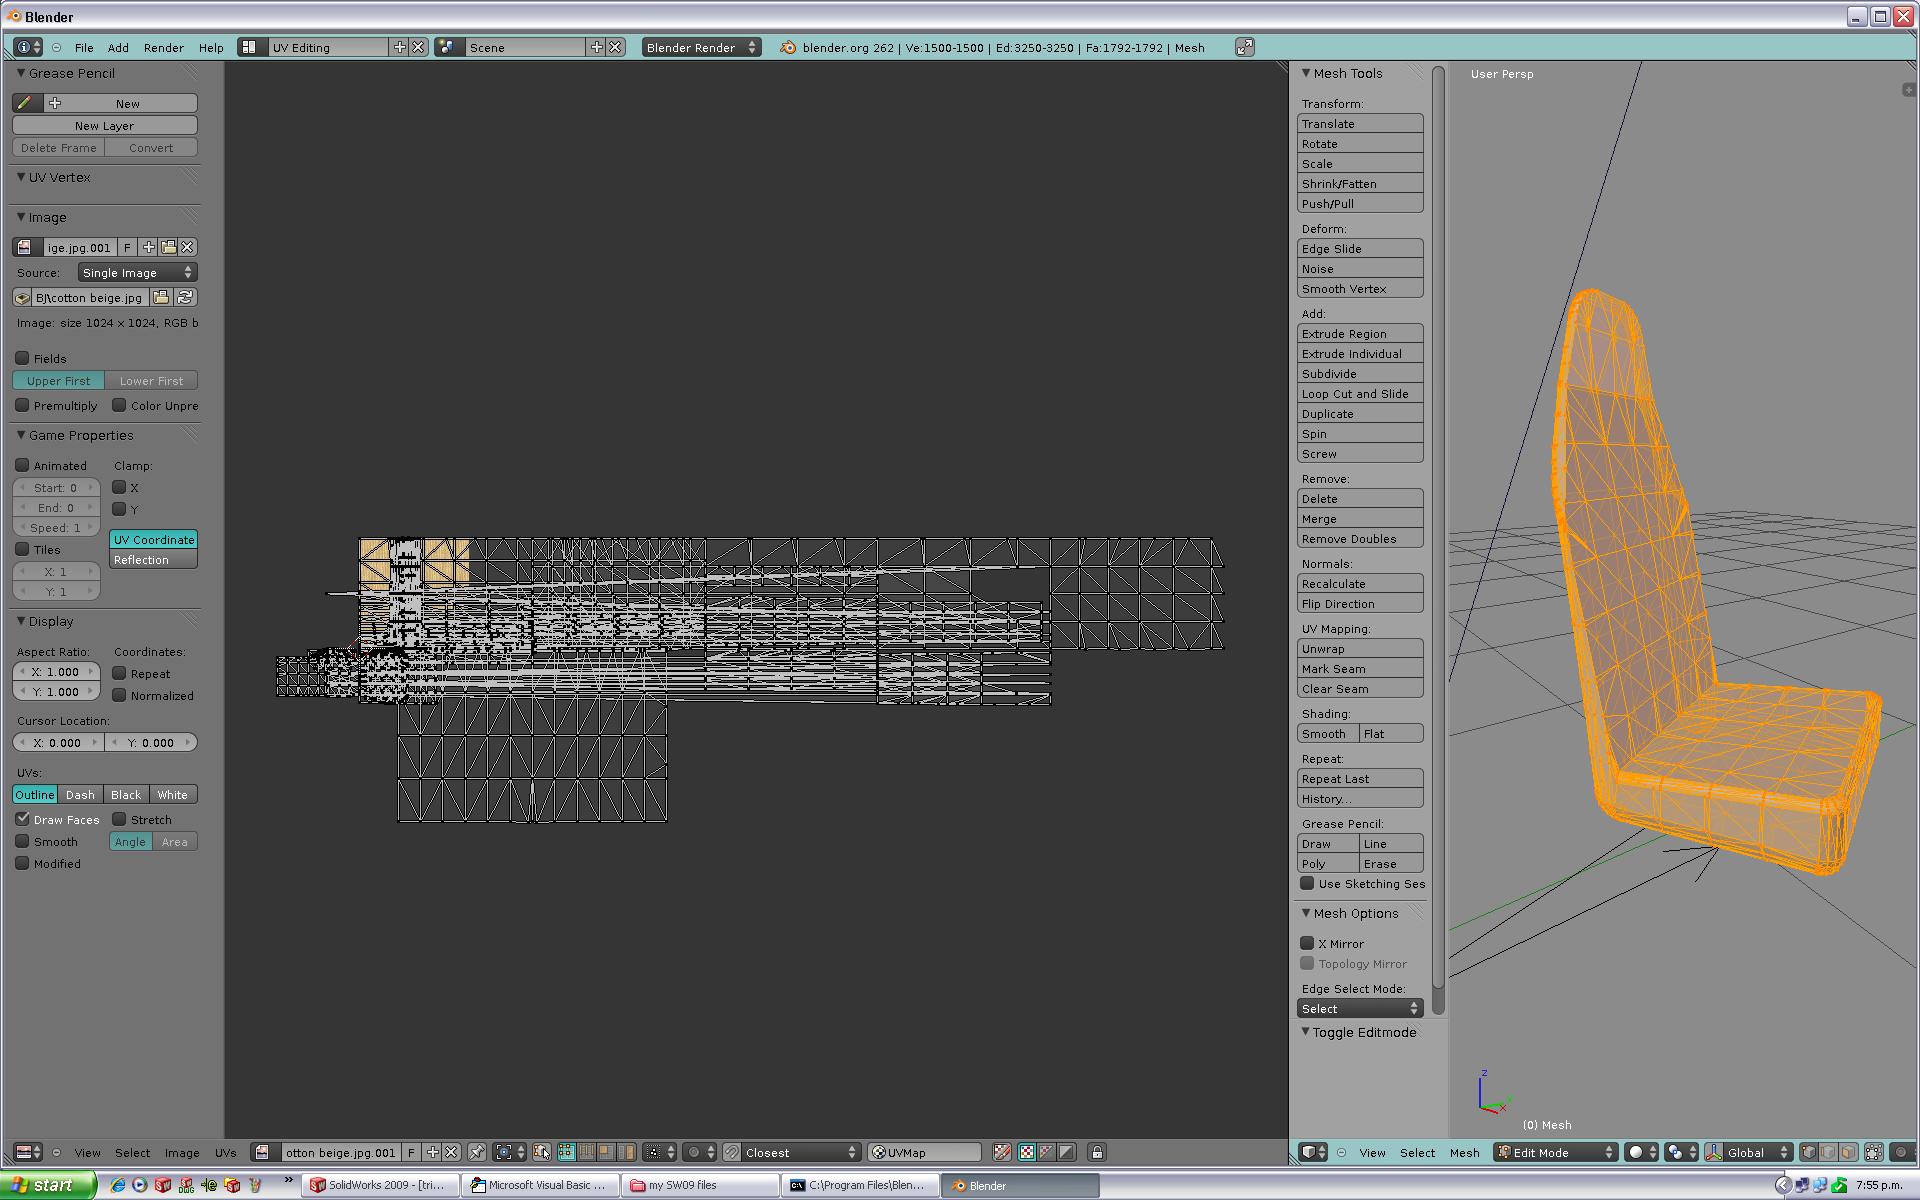 Blender
File Add Render Help UV Editing Scene Blender Render blender.org 262 | Ve:1500-1500 | Ed:3250-3250 | Fa:1792-1792 | Mesh
Grease Pencil
New
New Layer
Delete Frame Convert
UV Vertex
Image
ige.jpg.001 F
Source: Single Image
BJ\cotton beige.jpg
Image: size 1024 x 1024, RGB b
Fields
Upper First Lower First
Premultiply Color Unpre
Game Properties
Animated Clamp:
Start: 0 X
End: 0 Y
Speed: 1
UV Coordinate
Tiles
Reflection
X: 1
Y: 1
Display
Aspect Ratio: Coordinates:
X: 1.000 Repeat
Y: 1.000 Normalized
Cursor Location:
X: 0.000 Y: 0.000
UVs:
Outline Dash Black White
Draw Faces Stretch
Smooth Angle Area
Modified
View Select Image UVs otton beige.jpg.001 F Closest UVMap
Mesh Tools
Transform:
Translate
Rotate
Scale
Shrink/Fatten
Push/Pull
Deform:
Edge Slide
Noise
Smooth Vertex
Add:
Extrude Region
Extrude Individual
Subdivide
Loop Cut and Slide
Duplicate
Spin
Screw
Remove:
Delete
Merge
Remove Doubles
Normals:
Recalculate
Flip Direction
UV Mapping:
Unwrap
Mark Seam
Clear Seam
Shading:
Smooth Flat
Repeat:
Repeat Last
History...
Grease Pencil:
Draw Line
Poly Erase
Use Sketching Ses
Mesh Options
X Mirror
Topology Mirror
Edge Select Mode:
Select
Toggle Editmode
User Persp
z
x
(0) Mesh
View Select Mesh Edit Mode Global
start SolidWorks 2009 - [tri... Microsoft Visual Basic ... my SW09 files C:\Program Files\Blen... Blender 7:55 p.m.